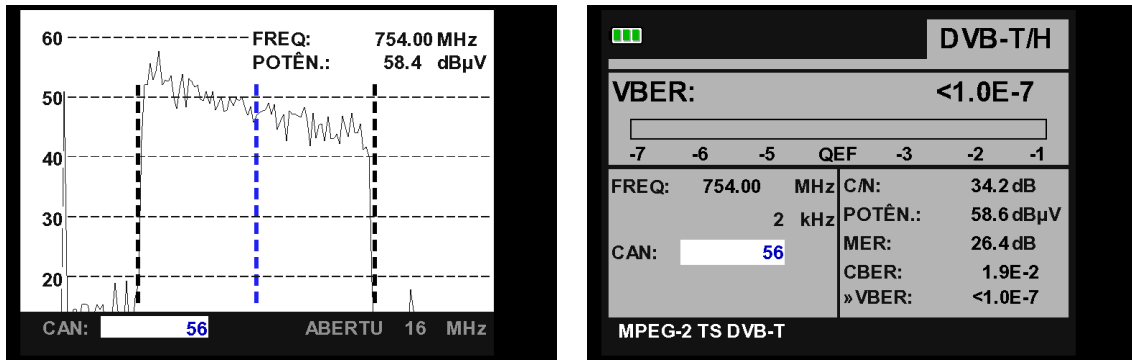 60 FREQ: 754.00 MHz
POTÊN.: 58.4 dBµV
50
40
30
20
CAN: 56 ABERTU 16 MHz
DVB-T/H
VBER: <1.0E-7
-7 -6 -5 QEF -3 -2 -1
FREQ: 754.00 MHz
2 kHz
CAN: 56
C/N: 34.2 dB
POTÊN.: 58.6 dBµV
MER: 26.4 dB
CBER: 1.9E-2
»VBER: <1.0E-7
MPEG-2 TS DVB-T